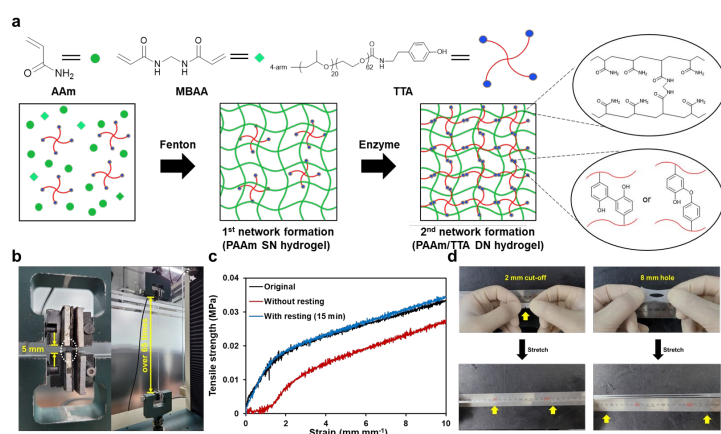 a
4-arm
O
20
O
62
O
N
H
OH
O
NH2
AAm
O
N
H
N
H
O
MBAA
TTA
Fenton
Enzyme
1st network formation
(PAAm SN hydrogel)
2nd network formation
(PAAm/TTA DN hydrogel)
or
b
5 mm
c
Tensile strength (MPa)
0.04
0.03
0.02
0.01
0
Original
Without resting
With resting (15 min)
0
2
4
6
8
10
Strain (mm mm-1)
d
2 mm cut-off
8 mm hole
Stretch
Stretch